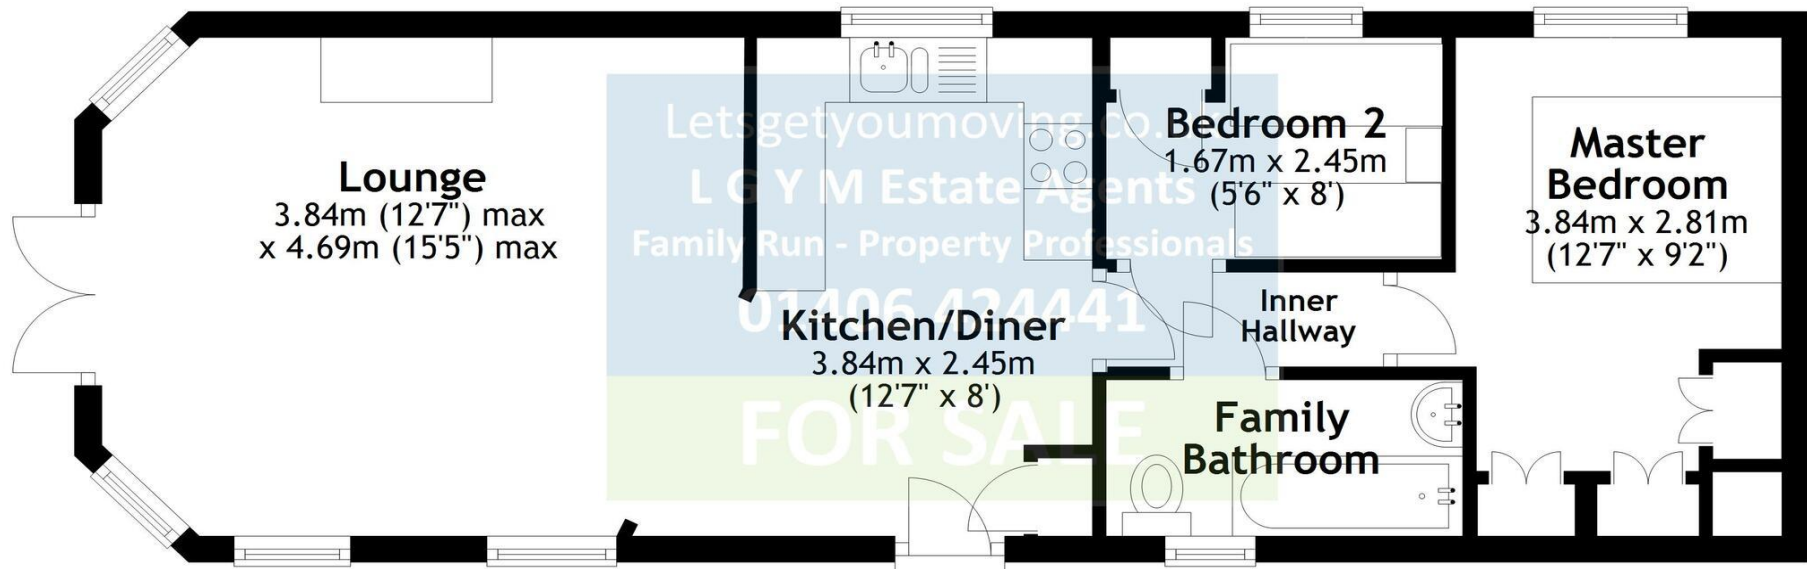 Lounge
3.84m (12'7") max
x 4.69m (15'5") max
Letsgetyoumoving.co.
L G Y M Estate Agents
Family Run - Property Professionals
01406 424441
FOR SALE
Kitchen/Diner
3.84m x 2.45m
(12'7" x 8')
Bedroom 2
1.67m x 2.45m
(5'6" x 8')
Inner
Hallway
Family
Bathroom
Master
Bedroom
3.84m x 2.81m
(12'7" x 9'2")